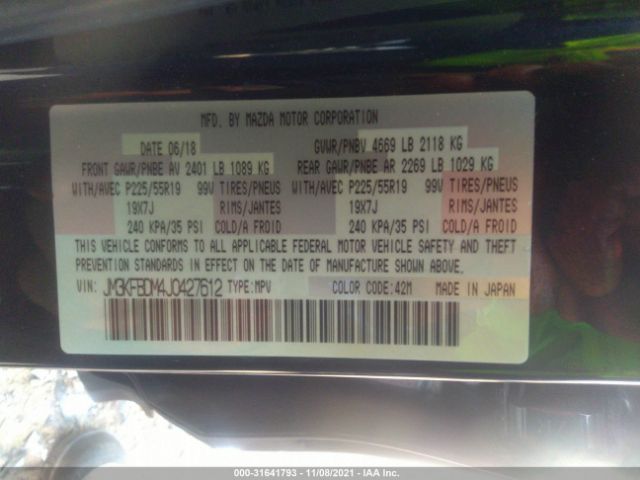 MFD. BY MAZDA MOTOR CORPORATION
DATE 06/18 GVWR/PNBV 4669 LB 2118 KG
FRONT GAWR/PNBE AV 2401 LB 1089 KG REAR GAWR/PNBE AR 2269 LB 1029 KG
WITH/AVEC P225/55R19 99V TIRES/PNEUS WITH/AVEC P225/55R19 99V TIRES/PNEUS
19X7J RIMS/JANTES 19X7J RIMS/JANTES
240 KPA/35 PSI COLD/A FROID 240 KPA/35 PSI COLD/A FROID
THIS VEHICLE CONFORMS TO ALL APPLICABLE FEDERAL MOTOR VEHICLE SAFETY AND THEFT
PREVENTION STANDARDS IN EFFECT ON THE DATE OF MANUFACTURE SHOWN ABOVE.
VIN: JM3KFBDM4J0427612 TYPE: MPV COLOR CODE: 42M MADE IN JAPAN
000-31641793 - 11/08/2021 - IAA Inc.